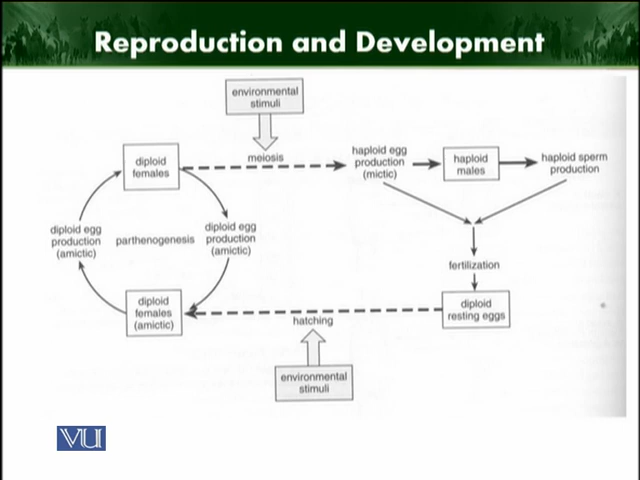 Reproduction and Development
environmental
stimuli
diploid
females
meiosis
haploid egg
production
(mictic)
haploid
males
haploid sperm
production
diploid egg
production
(amictic)
parthenogenesis
diploid egg
production
(amictic)
fertilization
diploid
females
(amictic)
hatching
diploid
resting eggs
environmental
stimuli
VU